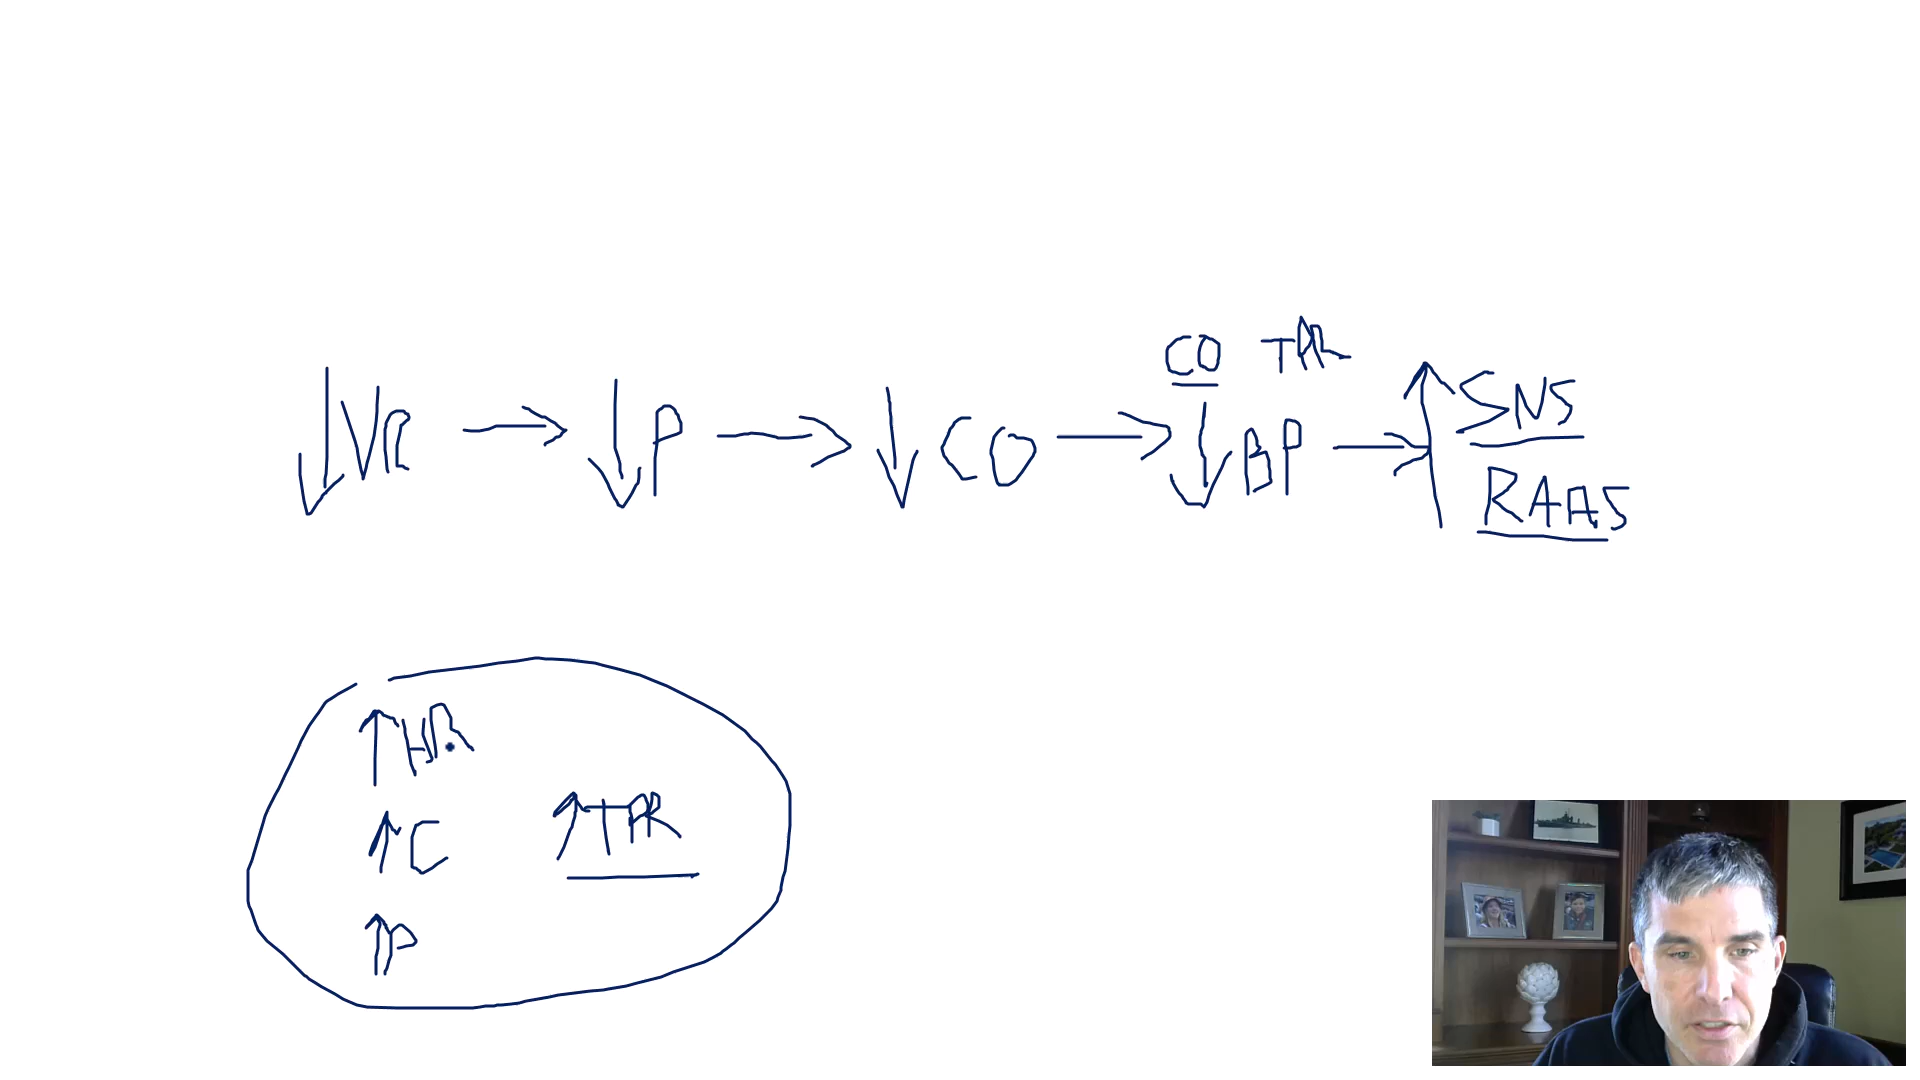 CO TPR
↓VR → ↓P → ↓CO → ↓BP → ↑SNS
RAAS
↑HR
↑C ↑TPR
↑P